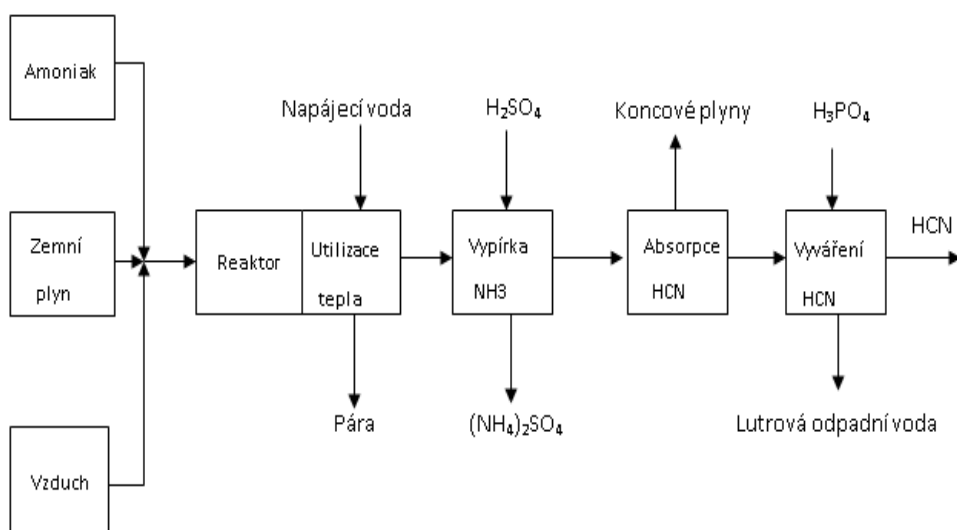 Amoniak
Napájecí voda
H₂SO₄
Koncové plyny
H₃PO₄
Zemní
plyn
Reaktor
Utilizace
tepla
Vypírka
NH3
Absorpce
HCN
Vyváření
HCN
HCN
Pára
(NH₄)₂SO₄
Lutrová odpadní voda
Vzduch